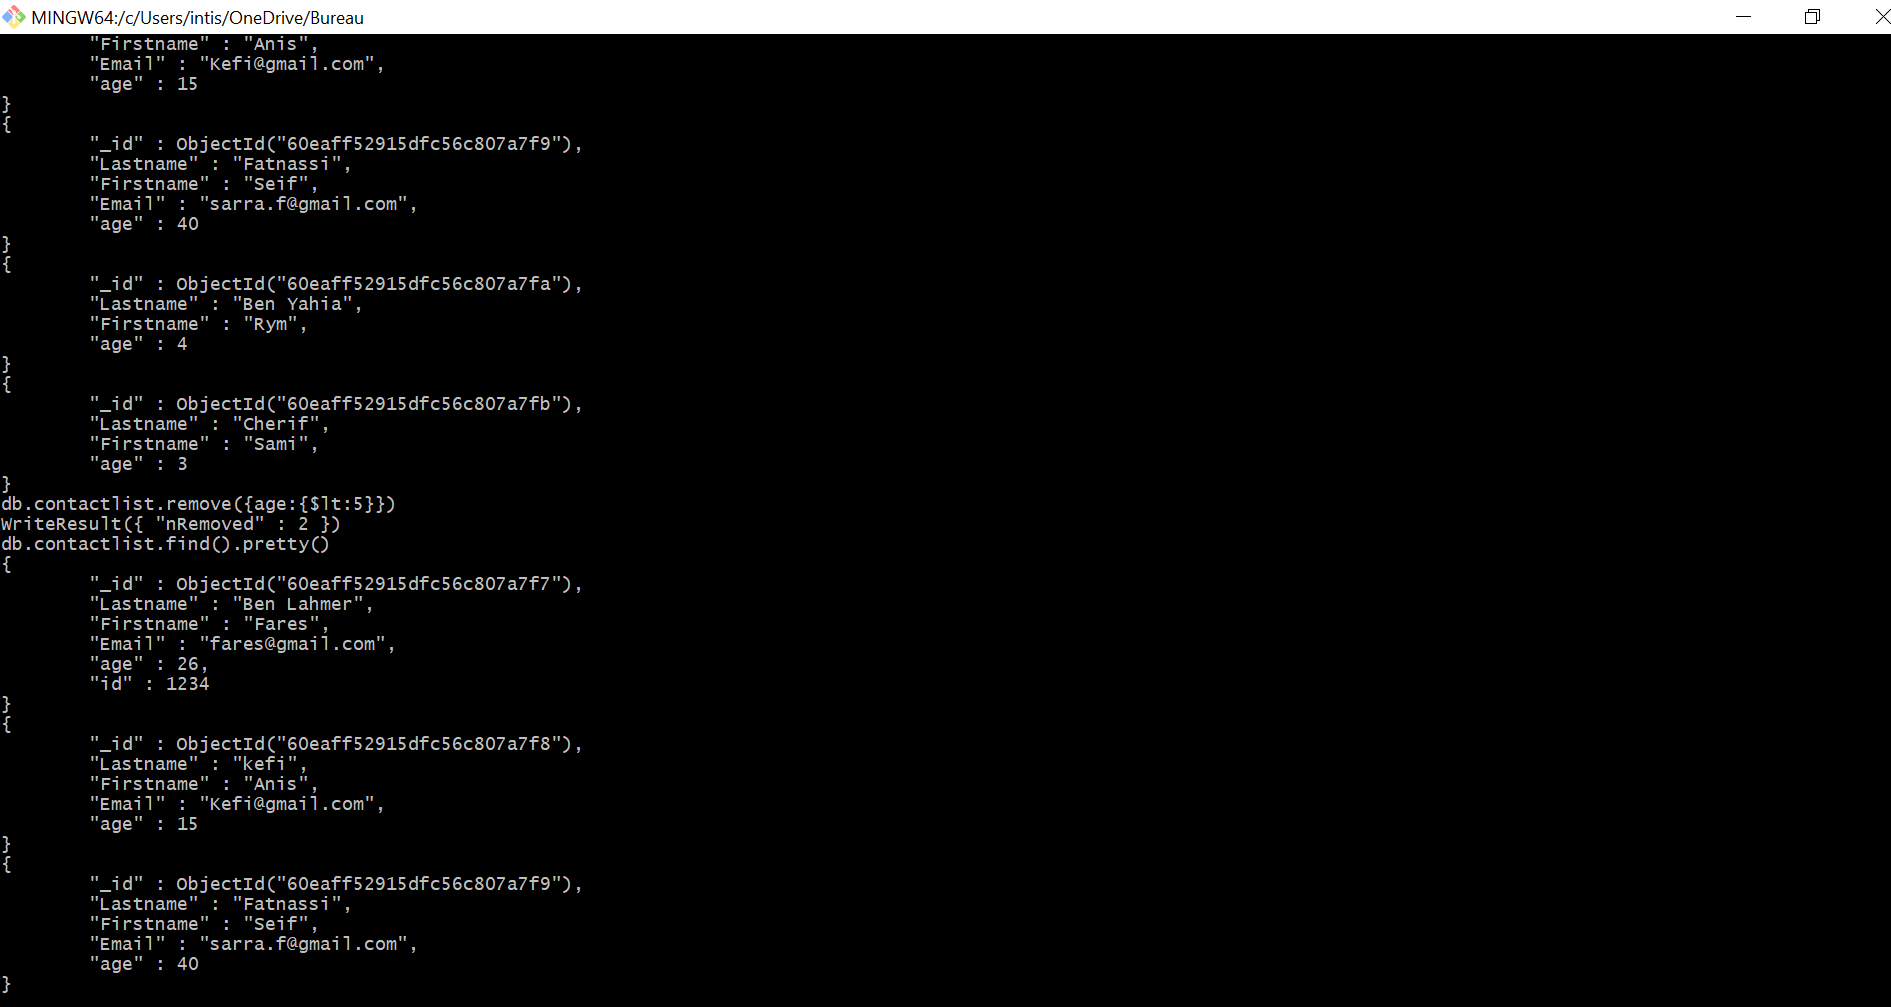 MINGW64:/c/Users/intis/OneDrive/Bureau
"Firstname" : "Anis",
"Email" : "Kefi@gmail.com",
"age" : 15
}
{
"_id" : ObjectId("60eaff52915dfc56c807a7f9"),
"Lastname" : "Fatnassi",
"Firstname" : "Seif",
"Email" : "sarra.f@gmail.com",
"age" : 40
}
{
"_id" : ObjectId("60eaff52915dfc56c807a7fa"),
"Lastname" : "Ben Yahia",
"Firstname" : "Rym",
"age" : 4
}
{
"_id" : ObjectId("60eaff52915dfc56c807a7fb"),
"Lastname" : "Cherif",
"Firstname" : "Sami",
"age" : 3
}
db.contactlist.remove({age:{$lt:5}})
WriteResult({ "nRemoved" : 2 })
db.contactlist.find().pretty()
{
"_id" : ObjectId("60eaff52915dfc56c807a7f7"),
"Lastname" : "Ben Lahmer",
"Firstname" : "Fares",
"Email" : "fares@gmail.com",
"age" : 26,
"id" : 1234
}
{
"_id" : ObjectId("60eaff52915dfc56c807a7f8"),
"Lastname" : "kefi",
"Firstname" : "Anis",
"Email" : "Kefi@gmail.com",
"age" : 15
}
{
"_id" : ObjectId("60eaff52915dfc56c807a7f9"),
"Lastname" : "Fatnassi",
"Firstname" : "Seif",
"Email" : "sarra.f@gmail.com",
"age" : 40
}